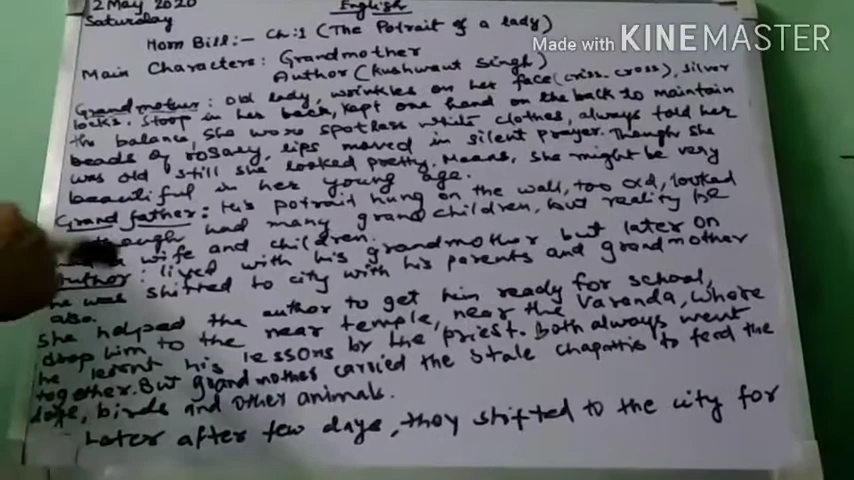 2 May 2020
English
Saturday
Horn Bill:- Ch:1 (The Potrait of a lady)
Made with KINEMASTER
Main Characters: Grandmother
Author (Kushwant Singh)
Grandmother: old lady, wrinkles on her face (criss-cross), silver
locks. Stoop in her back, kept one hand on the back to maintain
the balance, She wore spotless white clothes, always told her
beads of rosary, lips moved in silent prayer. Though she
was old still she looked pretty. Means, she might be very
beautiful in her young age.
Grand father: His potrait hung on the wall, too old, looked
though had many grand children, but reality he
wife and children.
Author: lived with his grandmother but later on
he was shifted to city with his parents and grandmother
also.
She helped the author to get him ready for school,
drop him to the near temple, near the Varanda, Where
he learnt his lessons by the priest. Both always went
together. But grandmother carried the stale chapattis to feed the
dogs, birds and other animals.
Later after few days, they shifted to the city for